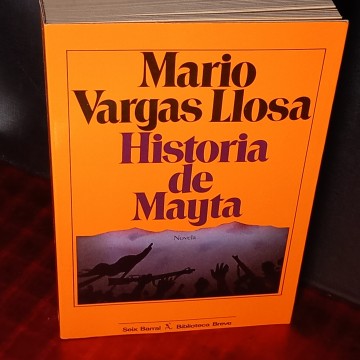 Mario
Vargas Llosa
Historia
de
Mayta
Novela
Seix Barral Biblioteca Breve